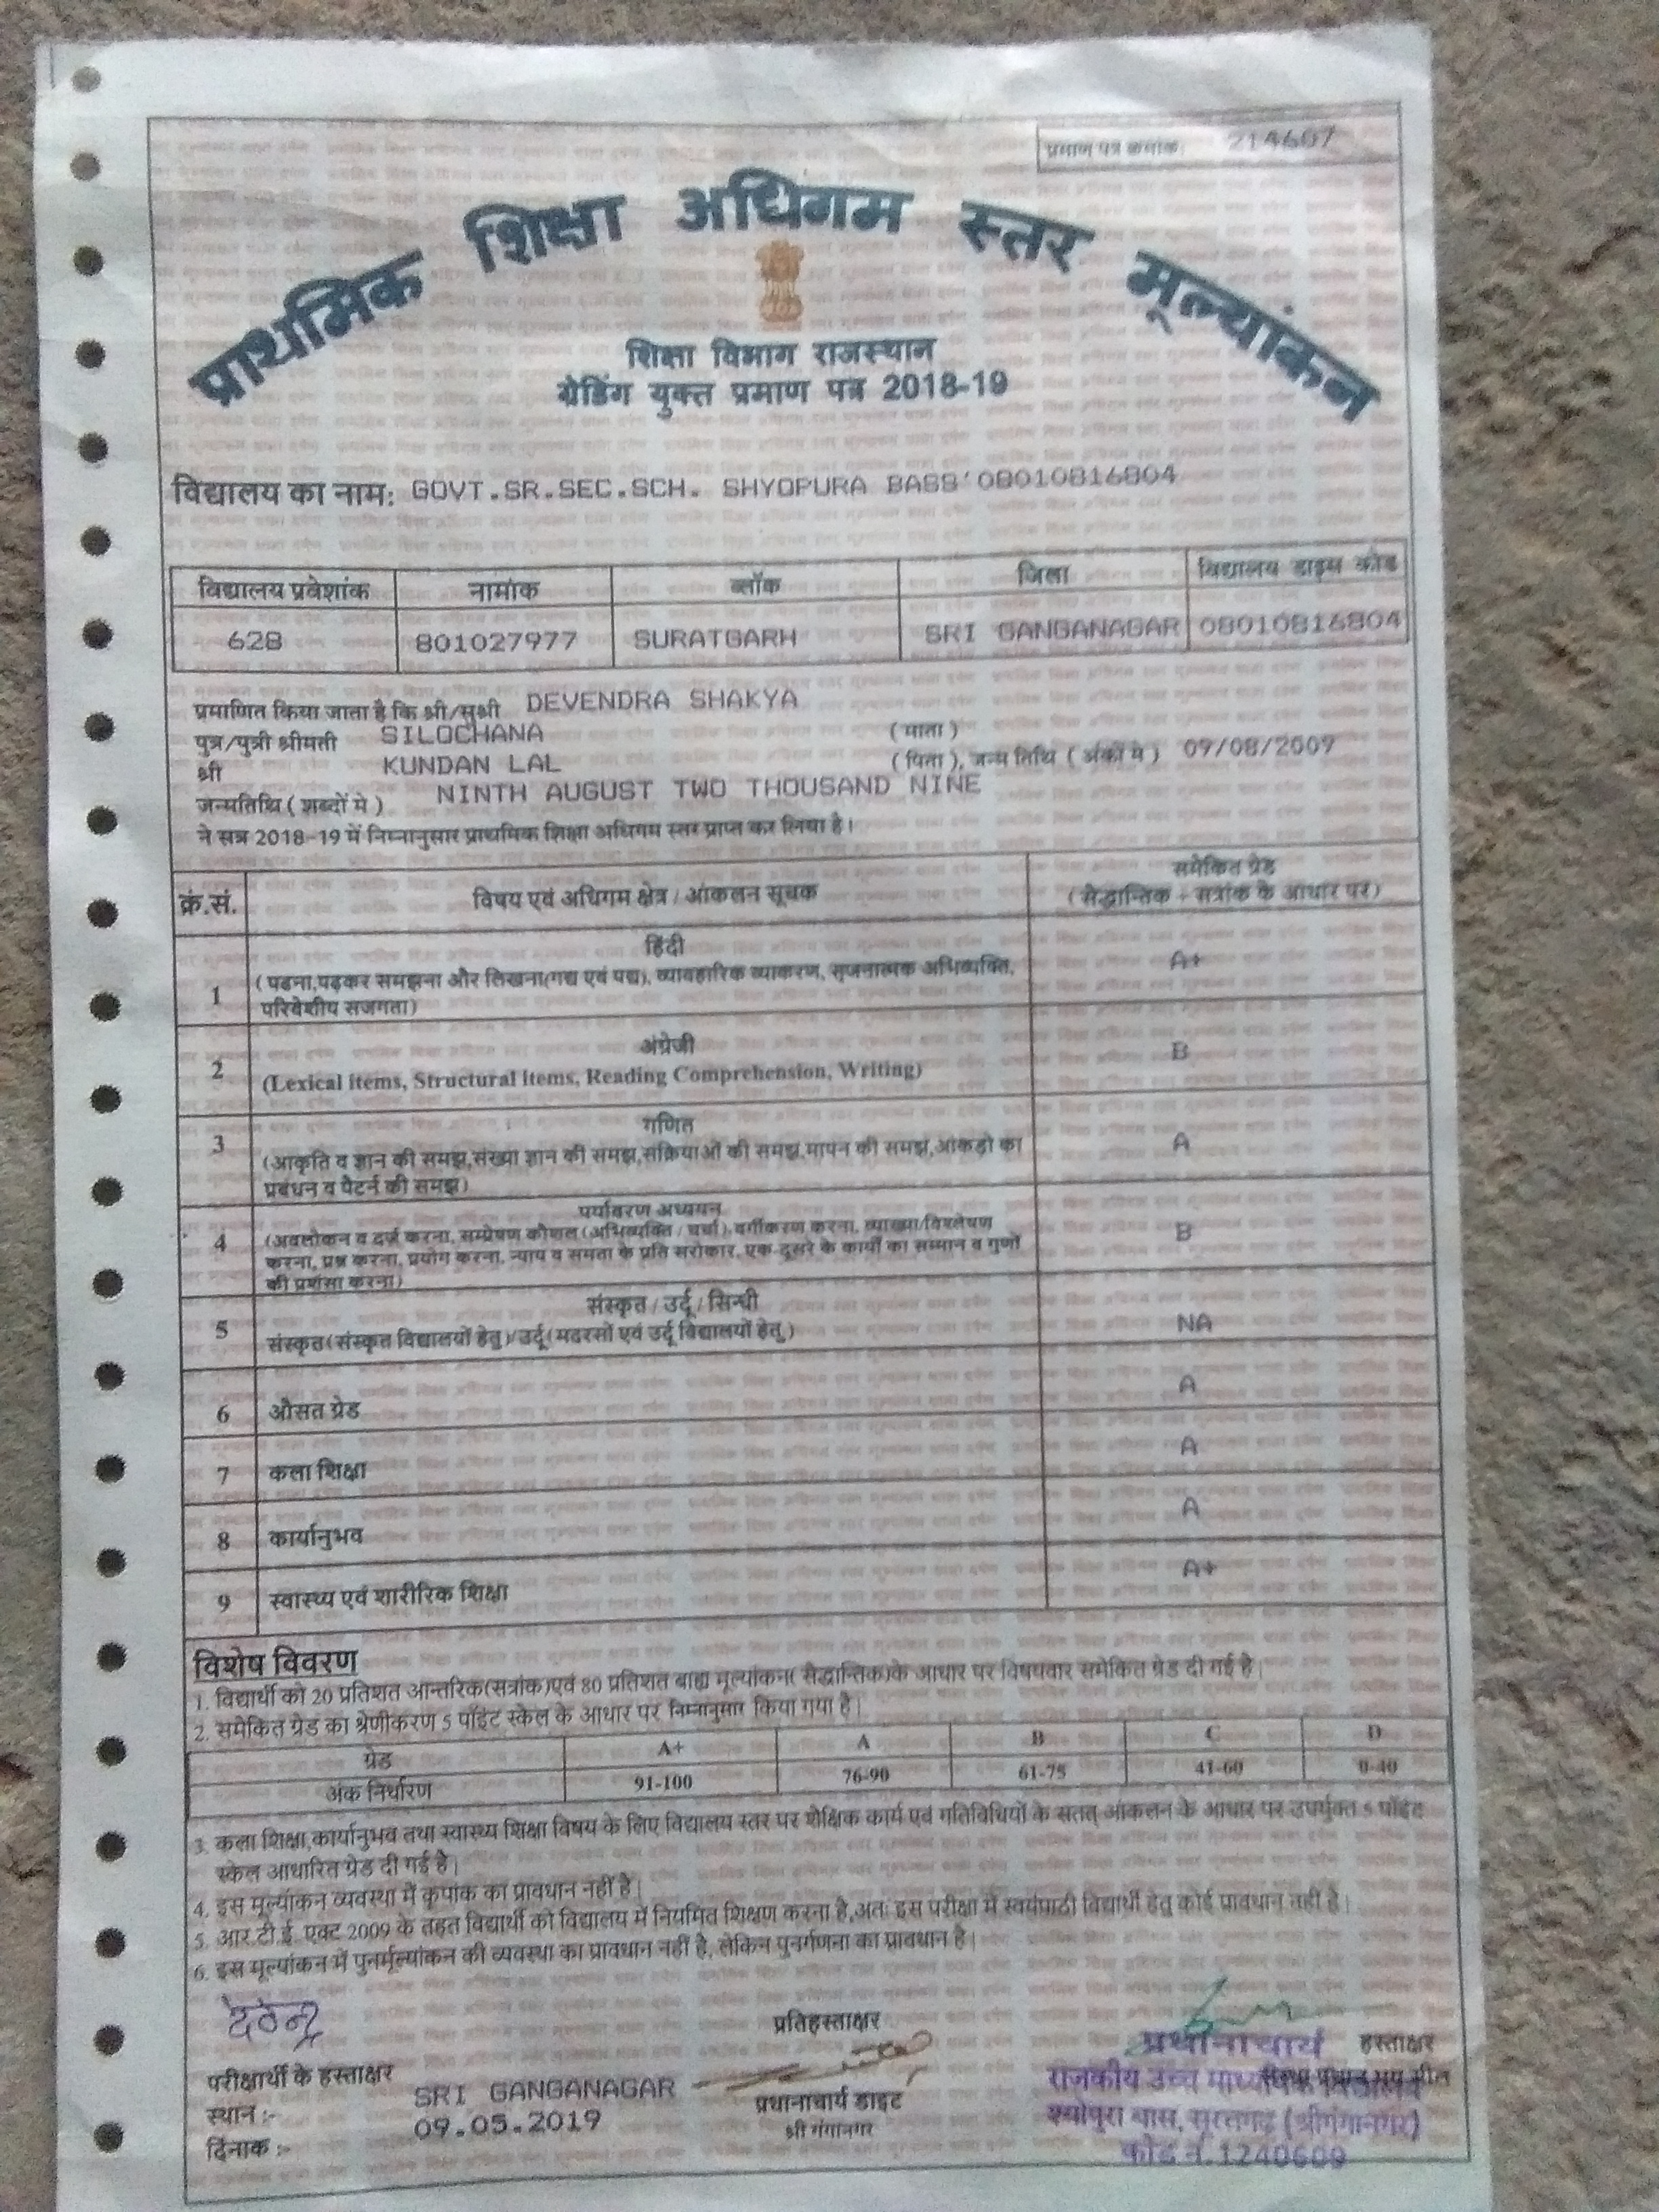 प्रमाण पत्र क्रमांक: 214607
प्राथमिक शिक्षा अधिगम स्तर मूल्यांकन
शिक्षा विभाग राजस्थान
ग्रेडिंग युक्त प्रमाण पत्र 2018-19
विद्यालय का नाम: GOVT.SR.SEC.SCH. SHYOPURA BASS'08010816804
विद्यालय प्रवेशांक नामांक ब्लॉक जिला विद्यालय डाइस कोड
628 801027977 SURATGARH SRI GANGANAGAR 08010816804
प्रमाणित किया जाता है कि श्री/सुश्री DEVENDRA SHAKYA
पुत्र/पुत्री श्रीमती SILOCHANA (माता)
श्री KUNDAN LAL (पिता), जन्म तिथि (अंकों मे) 09/08/2009
जन्मतिथि (शब्दों मे) NINTH AUGUST TWO THOUSAND NINE
ने सत्र 2018-19 में निम्नानुसार प्राथमिक शिक्षा अधिगम स्तर प्राप्त कर लिया है।
क्रं.सं. विषय एवं अधिगम क्षेत्र / आंकलन सूचक समेकित ग्रेड
(सैद्धान्तिक + सत्रांक के आधार पर)
हिंदी
1 (पढना,पढ़कर समझना और लिखना(गद्य एवं पद्य), व्यावहारिक व्याकरण, सृजनात्मक अभिव्यक्ति, A+
परिवेशीय सजगता)
अंग्रेजी
2 (Lexical items, Structural items, Reading Comprehension, Writing) B
गणित
3 (आकृति व ज्ञान की समझ,संख्या ज्ञान की समझ,संक्रियाओं की समझ,मापन की समझ,आंकड़ो का A
प्रबंधन व पैटर्न की समझ)
पर्यावरण अध्ययन
4 (अवलोकन व दर्ज करना, सम्प्रेषण कौशल(अभिव्यक्ति / चर्चा), वर्गीकरण करना, व्याख्या/विश्लेषण B
करना, प्रश्न करना, प्रयोग करना, न्याय व समता के प्रति सरोकार, एक-दूसरे के कार्यो का सम्मान व गुणों
की प्रशंसा करना)
संस्कृत / उर्दू / सिन्धी
5 संस्कृत(संस्कृत विद्यालयों हेतु)/उर्दू(मदरसों एवं उर्दू विद्यालयों हेतु) NA
6 औसत ग्रेड A
7 कला शिक्षा A
8 कार्यानुभव A
9 स्वास्थ्य एवं शारीरिक शिक्षा A+
विशेष विवरण
1. विद्यार्थी को 20 प्रतिशत आन्तरिक(सत्रांक)एवं 80 प्रतिशत बाह्य मूल्यांकन( सैद्धान्तिक)के आधार पर विषयवार समेकित ग्रेड दी गई है।
2. समेकित ग्रेड का श्रेणीकरण 5 पॉइंट स्केल के आधार पर निम्नानुसार किया गया है।
ग्रेड A+ A B C D
अंक निर्धारण 91-100 76-90 61-75 41-60 0-40
3. कला शिक्षा,कार्यानुभव तथा स्वास्थ्य शिक्षा विषय के लिए विद्यालय स्तर पर शैक्षिक कार्य एवं गतिविधियों के सतत् आंकलन के आधार पर उपर्युक्त 5 पॉइंट
स्केल आधारित ग्रेड दी गई है।
4. इस मूल्यांकन व्यवस्था में कृपांक का प्रावधान नहीं है।
5. आर.टी.ई. एक्ट 2009 के तहत विद्यार्थी को विद्यालय में नियमित शिक्षण करना है,अतः इस परीक्षा में स्वयंपाठी विद्यार्थी हेतु कोई प्रावधान नहीं है।
6. इस मूल्यांकन में पुनर्मूल्यांकन की व्यवस्था का प्रावधान नहीं है, लेकिन पुनर्गणना का प्रावधान है।
देवेन्द्र
परीक्षार्थी के हस्ताक्षर
स्थान :- SRI GANGANAGAR
दिंनाक :- 09.05.2019
प्रतिहस्ताक्षर
प्रधानाचार्य डाइट
श्री गंगानगर
हस्ताक्षर
प्रधानाचार्य
राजकीय उच्च माध्यमिक विद्यालय
श्योपुरा बास, सूरतगढ़ (श्रीगंगानगर)
कोड नं.1240609